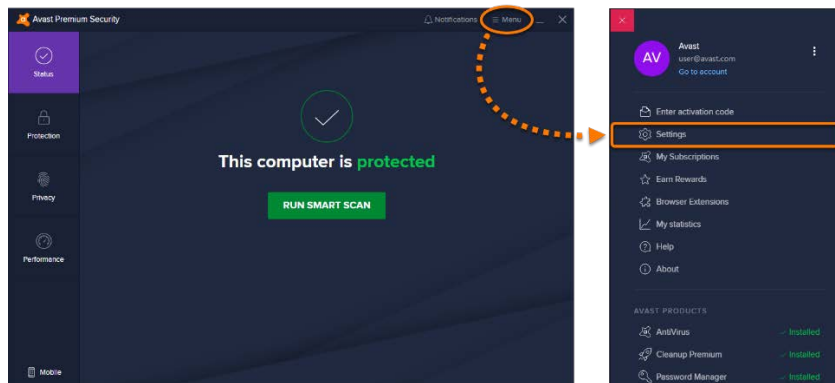 Avast Premium Security
Notifications
Menu
Status
Protection
Privacy
Performance
Mobile
This computer is protected
RUN SMART SCAN
AV
Avast
user@avast.com
Go to account
Enter activation code
Settings
My Subscriptions
Earn Rewards
Browser Extensions
My statistics
Help
About
AVAST PRODUCTS
AntiVirus Installed
Cleanup Premium Installed
Password Manager Installed